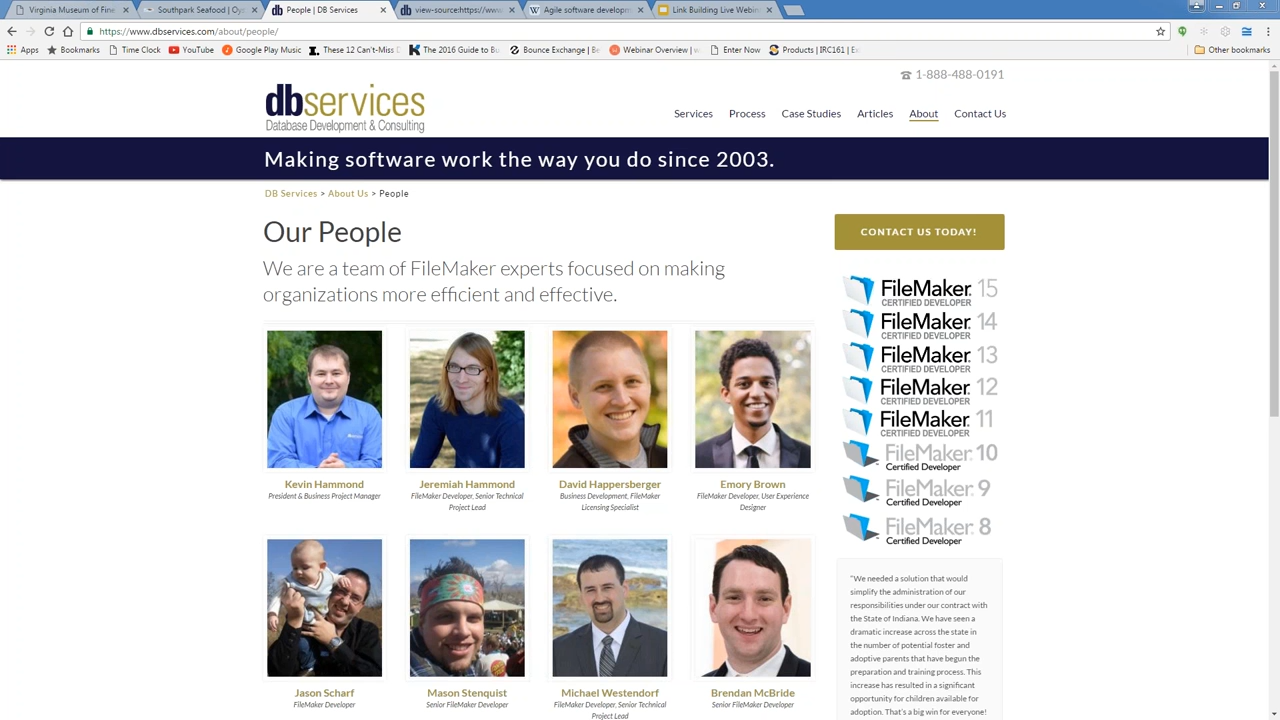 Virginia Museum of Fine
Southpark Seafood | Oys
People | DB Services
view-source:https://www.
Agile software developm
Link Building Live Webin
https://www.dbservices.com/about/people/
Apps
Bookmarks
Time Clock
YouTube
Google Play Music
These 12 Can't-Miss
The 2016 Guide to Bu
Bounce Exchange | Be
Webinar Overview |
Enter Now
Products | IRC161 | E
Other bookmarks
1-888-488-0191
dbservices
Database Development & Consulting
Services Process Case Studies Articles About Contact Us
Making software work the way you do since 2003.
DB Services > About Us > People
Our People
We are a team of FileMaker experts focused on making
organizations more efficient and effective.
Kevin Hammond
President & Business Project Manager
Jeremiah Hammond
FileMaker Developer, Senior Technical
Project Lead
David Happersberger
Business Development, FileMaker
Licensing Specialist
Emory Brown
FileMaker Developer, User Experience
Designer
Jason Scharf
FileMaker Developer
Mason Stenquist
Senior FileMaker Developer
Michael Westendorf
FileMaker Developer, Senior Technical
Project Lead
Brendan McBride
Senior FileMaker Developer
CONTACT US TODAY!
FileMaker 15
CERTIFIED DEVELOPER
FileMaker 14
CERTIFIED DEVELOPER
FileMaker 13
CERTIFIED DEVELOPER
FileMaker 12
CERTIFIED DEVELOPER
FileMaker 11
CERTIFIED DEVELOPER
FileMaker 10
Certified Developer
FileMaker 9
Certified Developer
FileMaker 8
Certified Developer
"We needed a solution that would
simplify the administration of our
responsibilities under our contract with
the State of Indiana. We have seen a
dramatic increase across the state in
the number of potential foster and
adoptive parents that have begun the
preparation and training process. This
increase has resulted in a significant
opportunity for children available for
adoption. That's a big win for everyone!